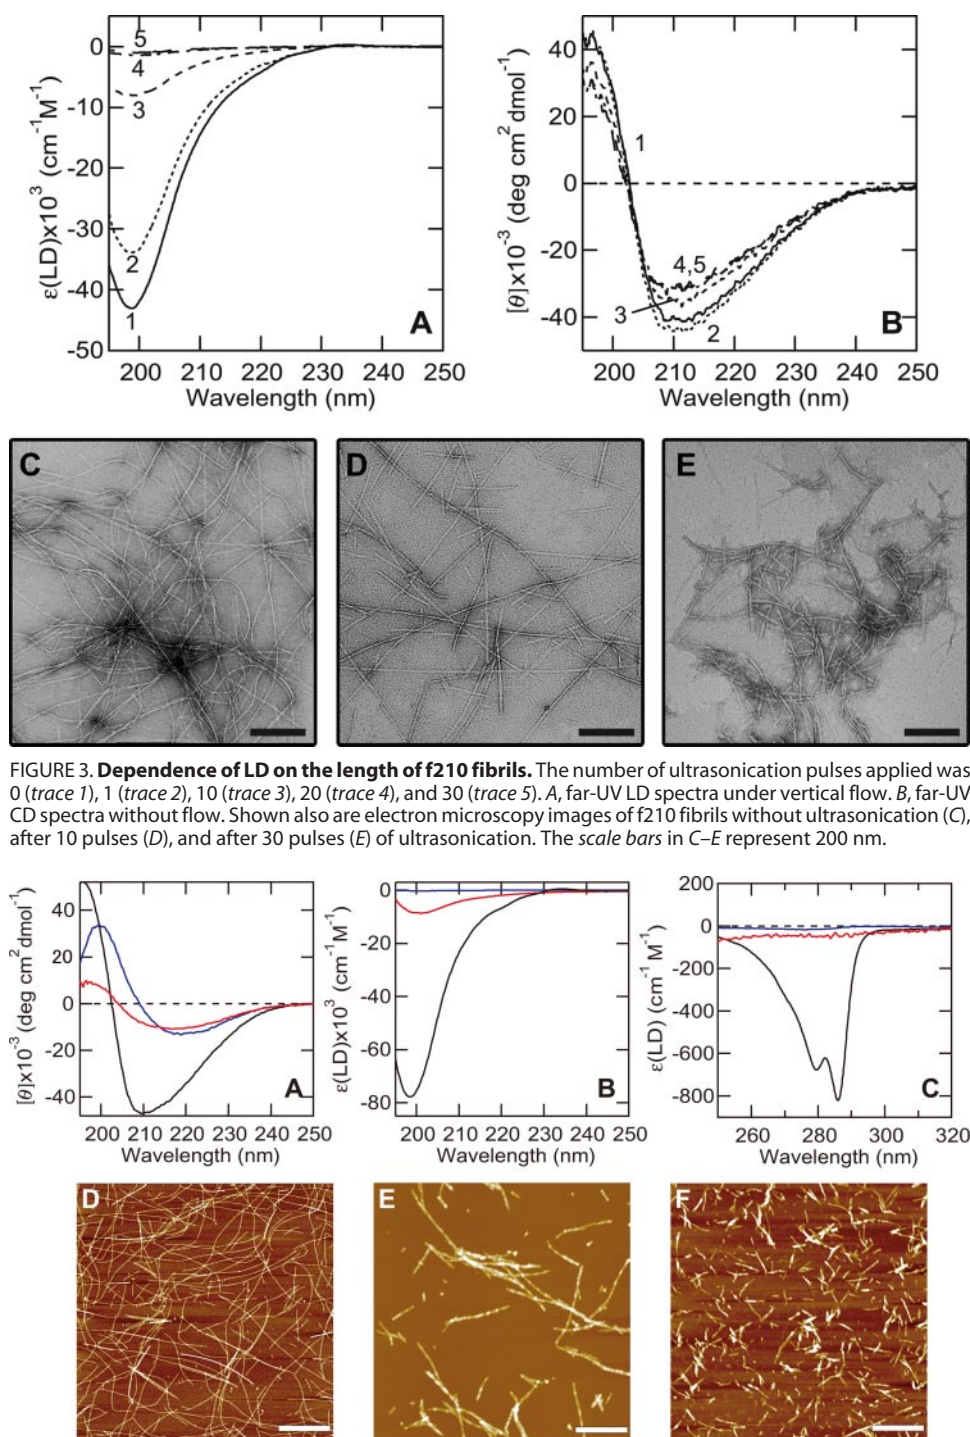 0
-10
-20
-30
-40
-50
ε(LD)x10³ (cm⁻¹M⁻¹)
5
4
3
2
1
A
200 210 220 230 240 250
Wavelength (nm)
40
20
0
-20
-40
[θ]x10⁻³ (deg cm² dmol⁻¹)
1
4,5
3
2
B
200 210 220 230 240 250
Wavelength (nm)
C
D
E
FIGURE 3. Dependence of LD on the length of f210 fibrils. The number of ultrasonication pulses applied was
0 (trace 1), 1 (trace 2), 10 (trace 3), 20 (trace 4), and 30 (trace 5). A, far-UV LD spectra under vertical flow. B, far-UV
CD spectra without flow. Shown also are electron microscopy images of f210 fibrils without ultrasonication (C),
after 10 pulses (D), and after 30 pulses (E) of ultrasonication. The scale bars in C–E represent 200 nm.
40
20
0
-20
-40
[θ]x10⁻³ (deg cm² dmol⁻¹)
A
200 210 220 230 240 250
Wavelength (nm)
0
-20
-40
-60
-80
ε(LD)x10³ (cm⁻¹M⁻¹)
B
200 210 220 230 240 250
Wavelength (nm)
200
0
-200
-400
-600
-800
ε(LD) (cm⁻¹ M⁻¹)
C
260 280 300 320
Wavelength (nm)
D
E
F